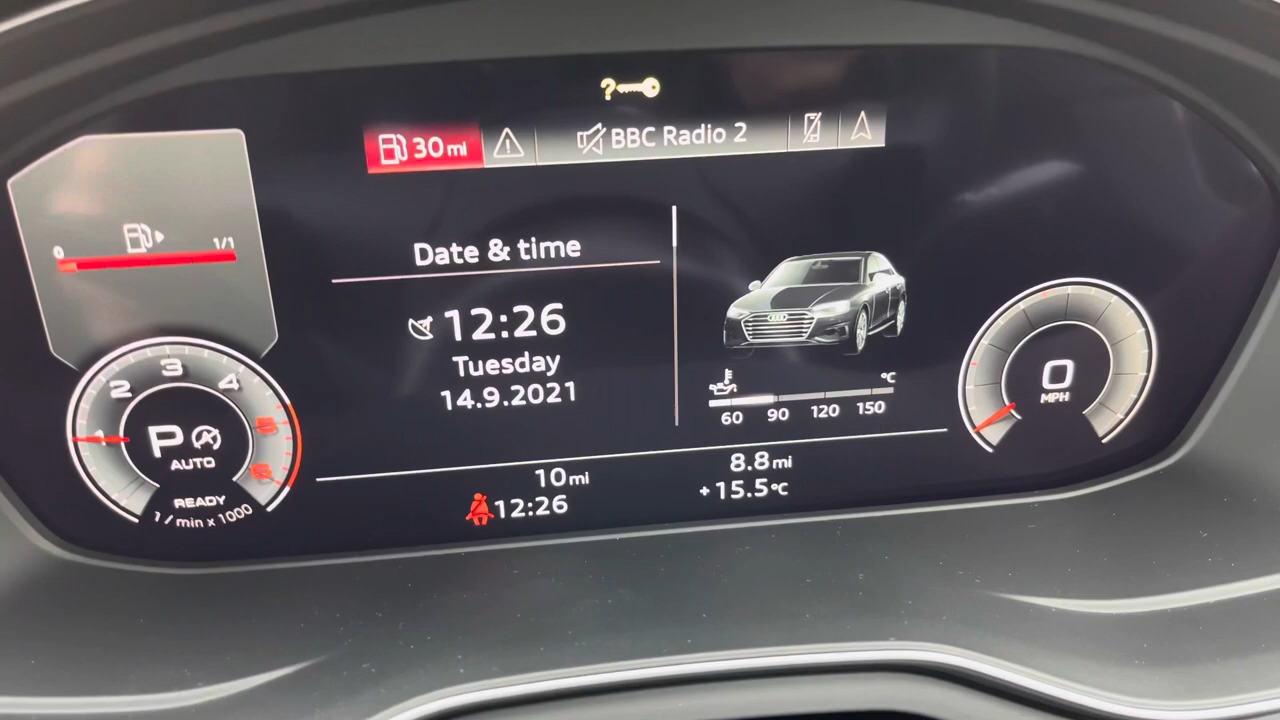 ?
30 mi
BBC Radio 2
0 1/1
Date & time
12:26
Tuesday
14.9.2021
°C
60 90 120 150
1 2 3 4 5 6
P
AUTO
READY
1 / min x 1000
0
MPH
10 mi
8.8 mi
12:26
+15.5 °C